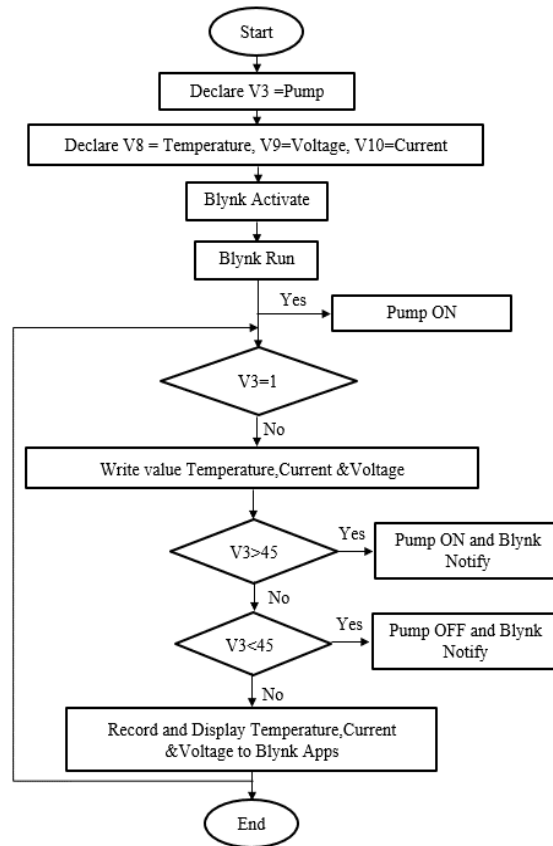 Start
Declare V3 =Pump
Declare V8 = Temperature, V9=Voltage, V10=Current
Blynk Activate
Blynk Run
Yes
Pump ON
V3=1
No
Write value Temperature,Current &Voltage
V3>45
Yes
Pump ON and Blynk
Notify
No
V3<45
Yes
Pump OFF and Blynk
Notify
No
Record and Display Temperature,Current
&Voltage to Blynk Apps
End